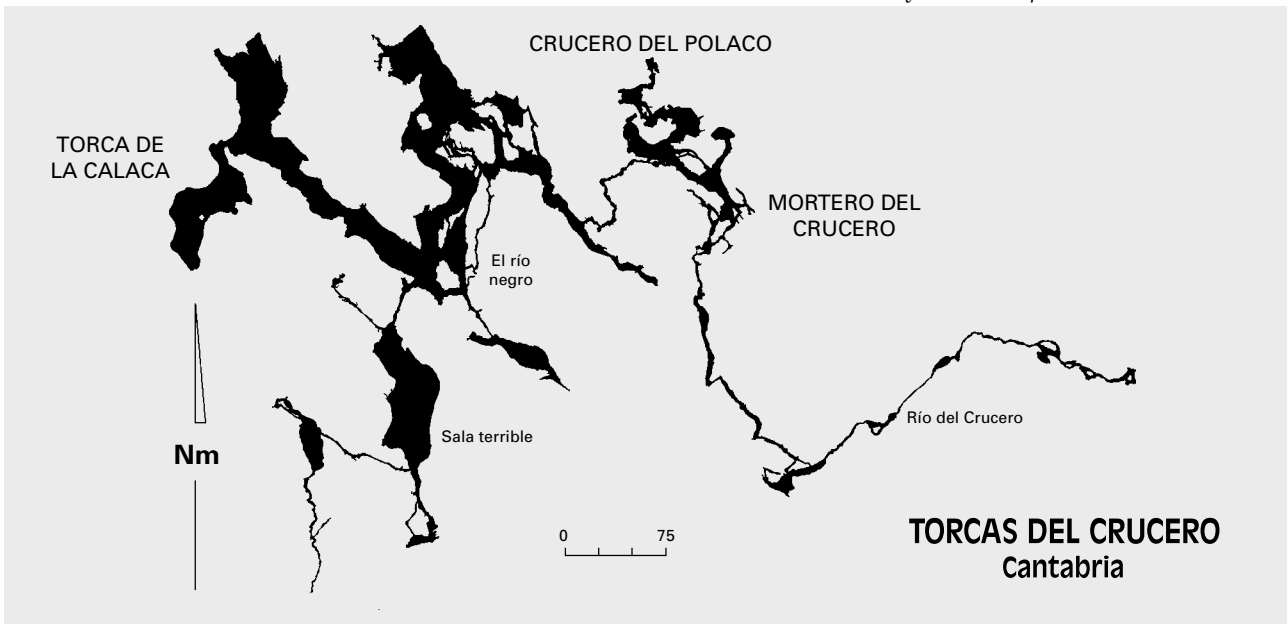 CRUCERO DEL POLACO
TORCA DE
LA CALACA
MORTERO DEL
CRUCERO
El río
negro
Río del Crucero
Sala terrible
Nm
0 75
TORCAS DEL CRUCERO
Cantabria